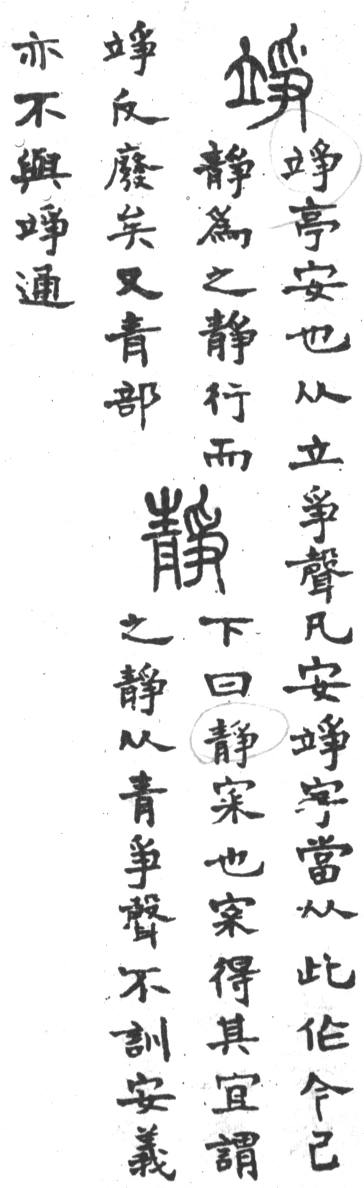 竫
竫亭安也从立爭聲凡安竫字當从此作今已
靜為之靜行而
竫反廢矣又青部
靜
下曰靜宷也宷得其宜謂
之靜从青爭聲不訓安義
亦不與竫通